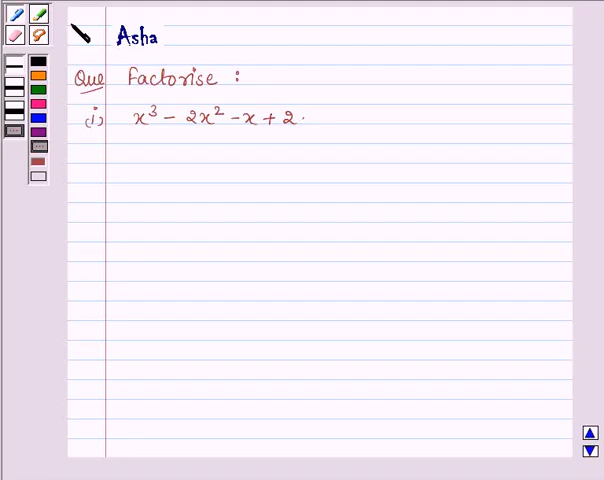 Asha
Que Factorise :
(i) x³ - 2x² - x + 2.